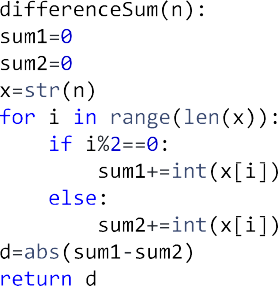 differenceSum(n):
sum1=0
sum2=0
x=str(n)
for i in range(len(x)):
    if i%2==0:
        sum1+=int(x[i])
    else:
        sum2+=int(x[i])
d=abs(sum1-sum2)
return d